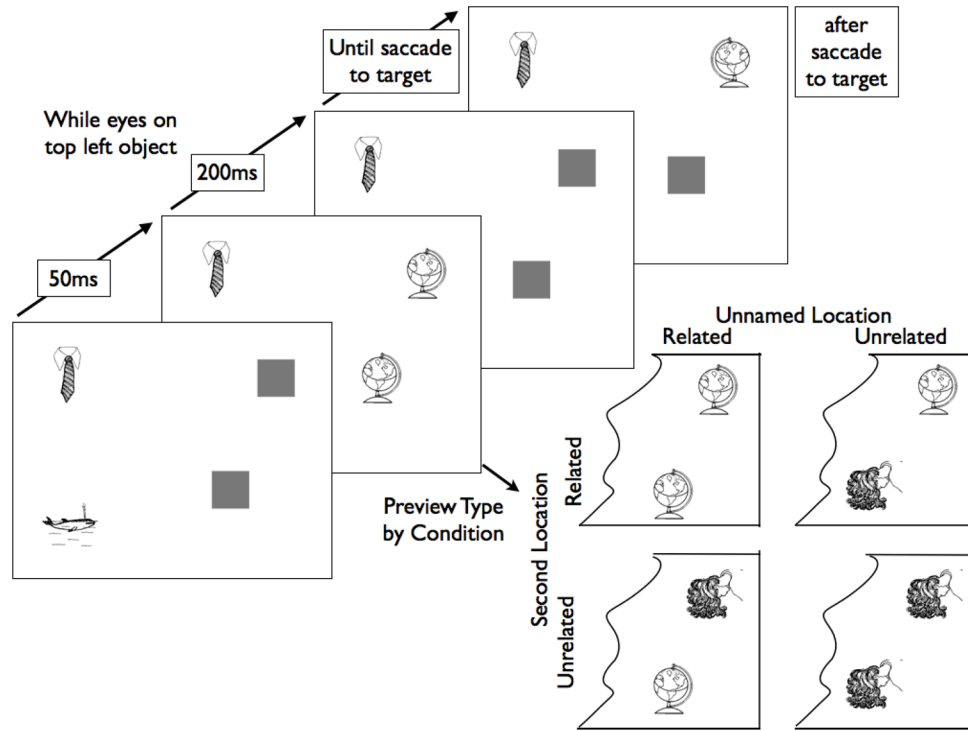 Until saccade
to target
after
saccade
to target
While eyes on
top left object
200ms
50ms
Preview Type
by Condition
Unnamed Location
Related
Unrelated
Second Location
Related
Unrelated